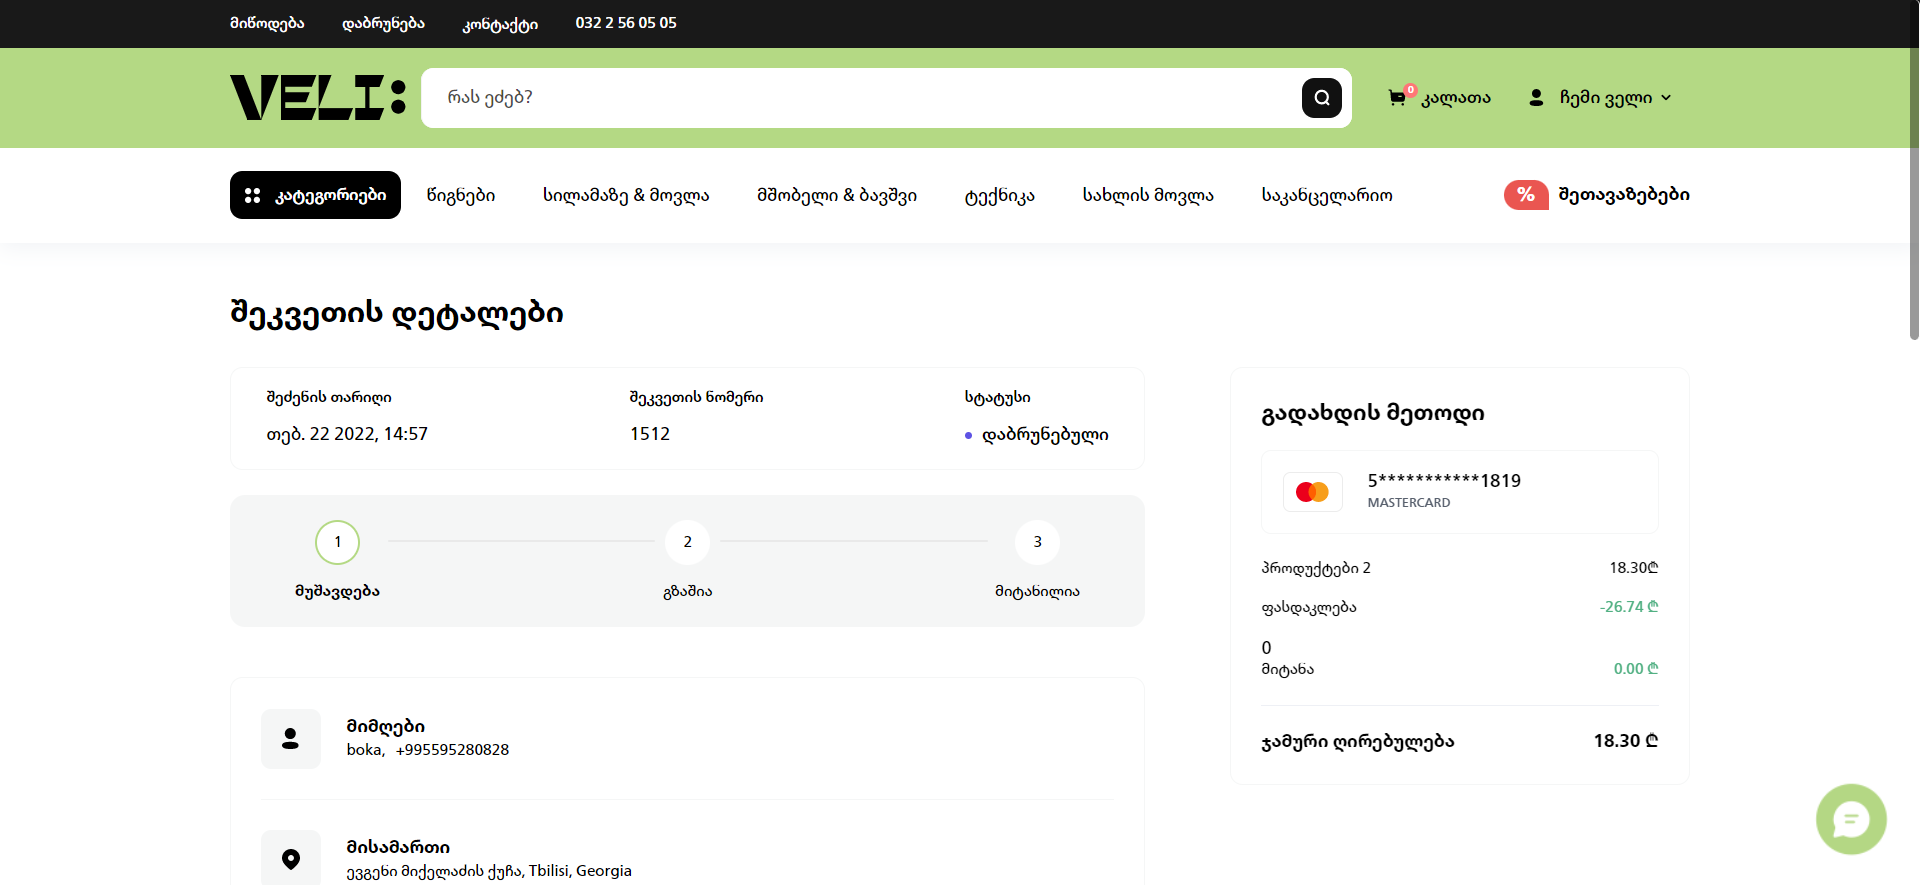 მიწოდება დაბრუნება კონტაქტი 032 2 56 05 05
VELI:
რას ეძებ?
0 კალათა
ჩემი ველი
კატეგორიები წიგნები სილამაზე & მოვლა მშობელი & ბავშვი ტექნიკა სახლის მოვლა საკანცელარიო % შეთავაზებები
შეკვეთის დეტალები
შეძენის თარიღი შეკვეთის ნომერი სტატუსი
თებ. 22 2022, 14:57 1512 დაბრუნებული
1 2 3
მუშავდება გზაშია მიტანილია
მიმღები
boka, +995595280828
მისამართი
ევგენი მიქელაძის ქუჩა, Tbilisi, Georgia
გადახდის მეთოდი
5***********1819
MASTERCARD
პროდუქტები 2 18.30₾
ფასდაკლება -26.74 ₾
0
მიტანა 0.00 ₾
ჯამური ღირებულება 18.30 ₾